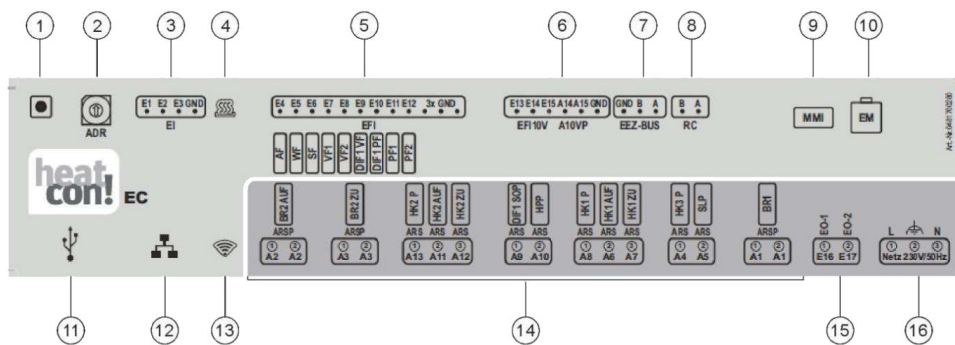 1 2 3 4 5 6 7 8 9 10
E1 E2 E3 GND
EI
ADR
E4 E5 E6 E7 E8 E9 E10 E11 E12 3x GND
EFI
E13 E14 E15 A14 A15 GND
EFI10V A10VP
GND B A
EEZ-BUS
B A
RC
MMI
EM
Art.-Nr. 0481700280
AF WF SF VF1 VF2 DIF1 VF DIF1 PF PF1 PF2
heatcon! EC
BR2 AUF BR2 ZU HK2 P HK2 AUF HK2 ZU DIF1 SOP HPP HK1 P HK1 AUF HK1 ZU HK3 P SLP BR1 EO-1 EO-2 L N
ARSP ARSP ARS ARS ARS ARS ARS ARS ARS ARS ARS ARS ARSP
1 2 1 2 1 2 3 1 2 1 2 3 1 2 1 2 1 2 1 2 3
A2 A2 A3 A3 A13 A11 A12 A9 A10 A8 A6 A7 A4 A5 A1 A1 E16 E17 Netz 230V/50Hz
11 12 13 14 15 16